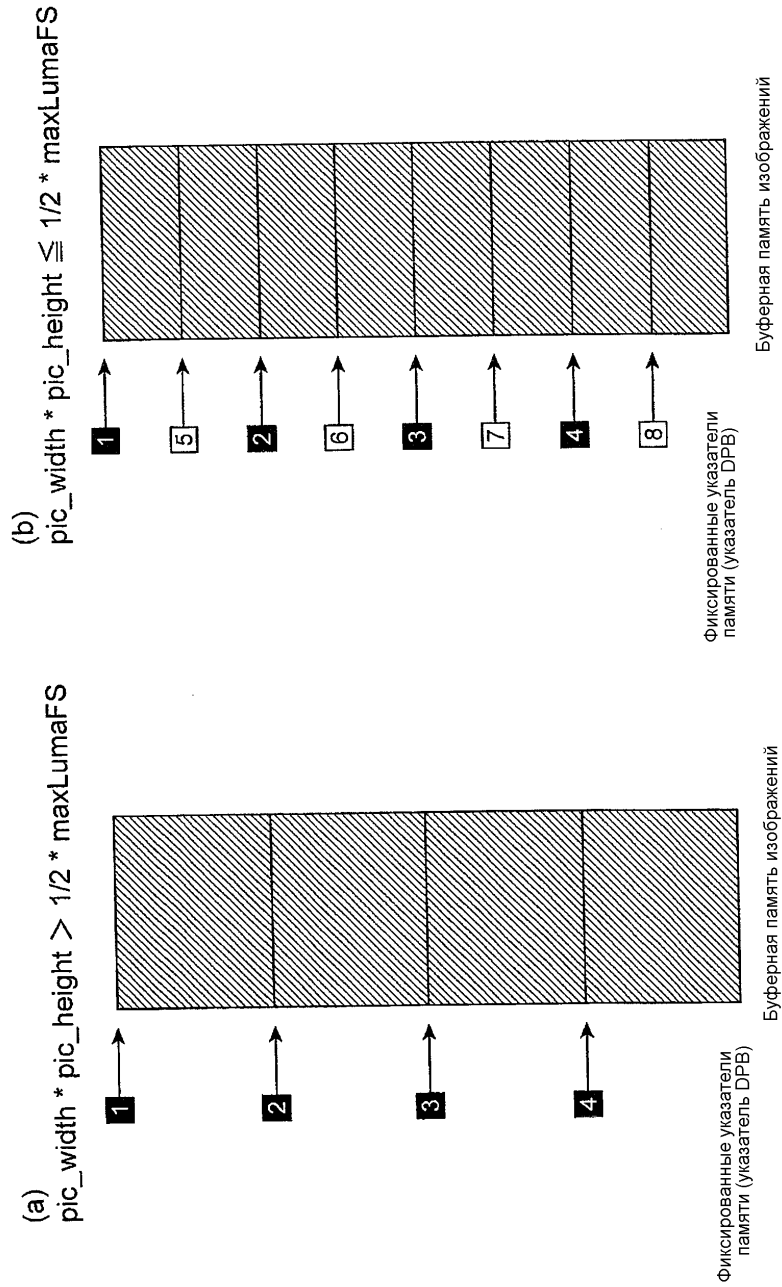 (a)
pic_width * pic_height > 1/2 * maxLumaFS
1
2
3
4
Фиксированные указатели
памяти (указатель DPB)
Буферная память изображений
(b)
pic_width * pic_height ≦ 1/2 * maxLumaFS
1
5
2
6
3
7
4
8
Фиксированные указатели
памяти (указатель DPB)
Буферная память изображений